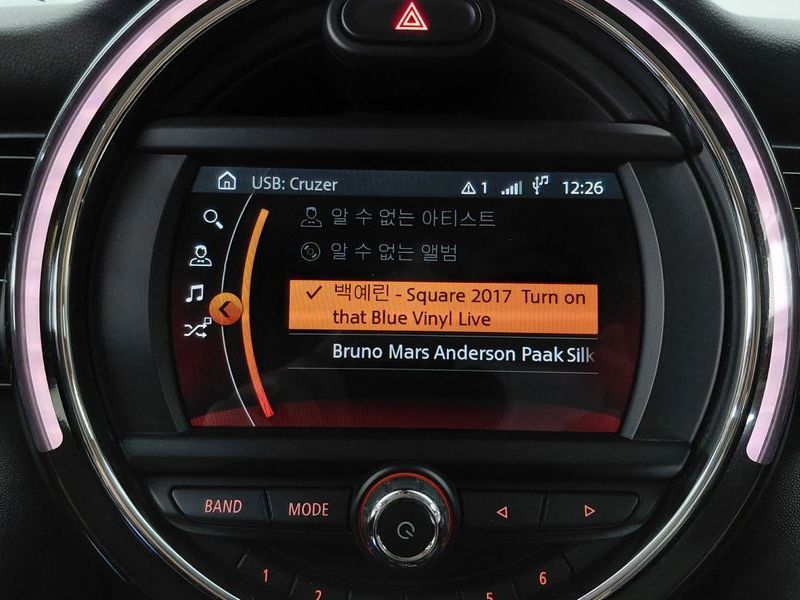 USB: Cruzer 1 12:26
알 수 없는 아티스트
알 수 없는 앨범
백예린 - Square 2017 Turn on
that Blue Vinyl Live
Bruno Mars Anderson Paak Silk
BAND MODE
1 2 5 6